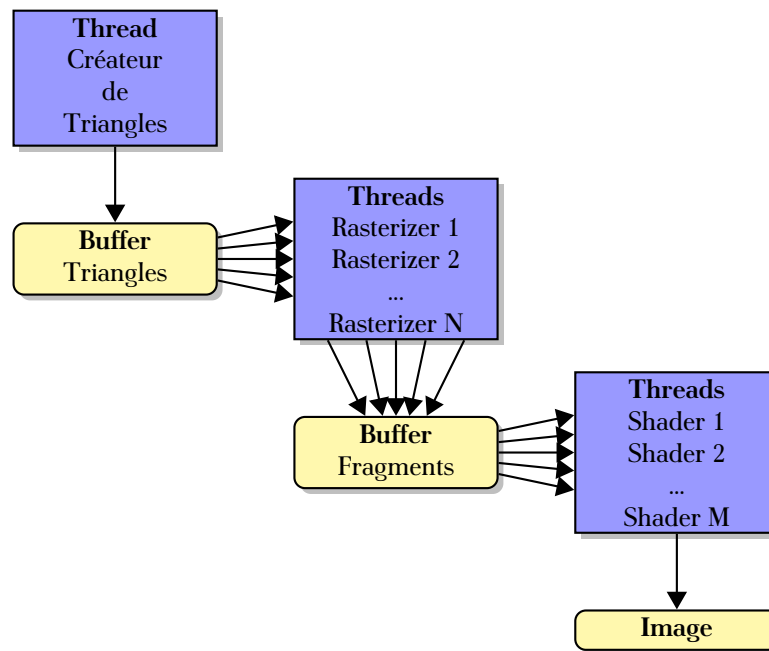 Thread
Créateur
de
Triangles
Buffer
Triangles
Threads
Rasterizer 1
Rasterizer 2
...
Rasterizer N
Buffer
Fragments
Threads
Shader 1
Shader 2
...
Shader M
Image